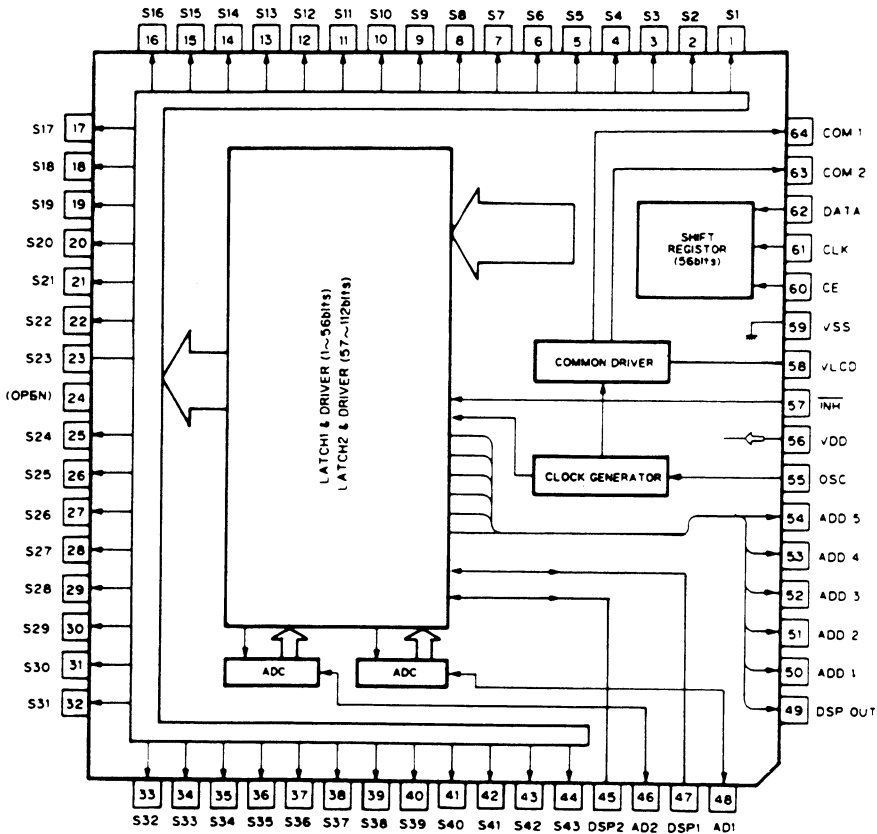 S16 S15 S14 S13 S12 S11 S10 S9 S8 S7 S6 S5 S4 S3 S2 S1
16 15 14 13 12 11 10 9 8 7 6 5 4 3 2 1
S17 17
S18 18
S19 19
S20 20
S21 21
S22 22
S23 23
(OPEN) 24
S24 25
S25 26
S26 27
S27 28
S28 29
S29 30
S30 31
S31 32
LATCH1 & DRIVER (1~56bits)
LATCH2 & DRIVER (57~112bits)
ADC
ADC
SHIFT
REGISTER
(56bits)
COMMON DRIVER
CLOCK GENERATOR
64 COM 1
63 COM 2
62 DATA
61 CLK
60 CE
59 VSS
58 VLCD
57 INH
56 VDD
55 OSC
54 ADD 5
53 ADD 4
52 ADD 3
51 ADD 2
50 ADD 1
49 DSP OUT
33 34 35 36 37 38 39 40 41 42 43 44 45 46 47 48
S32 S33 S34 S35 S36 S37 S38 S39 S40 S41 S42 S43 DSP2 AD2 DSP1 AD1